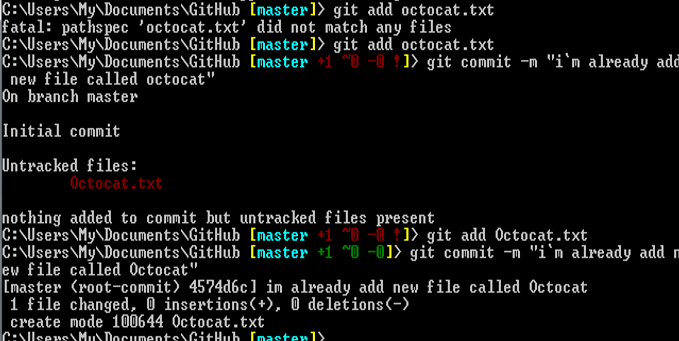 C:\Users\My\Documents\GitHub [master]> git add octocat.txt
fatal: pathspec 'octocat.txt' did not match any files
C:\Users\My\Documents\GitHub [master]> git add octocat.txt
C:\Users\My\Documents\GitHub [master +1 ~0 -0 !]> git commit -m "i`m already add
 new file called octocat"
On branch master
Initial commit
Untracked files:
Octocat.txt
nothing added to commit but untracked files present
C:\Users\My\Documents\GitHub [master +1 ~0 -0 !]> git add Octocat.txt
C:\Users\My\Documents\GitHub [master +1 ~0 -0]> git commit -m "i`m already add n
ew file called Octocat"
[master (root-commit) 4574d6c] im already add new file called Octocat
 1 file changed, 0 insertions(+), 0 deletions(-)
 create mode 100644 Octocat.txt
C:\Users\My\Documents\GitHub [master]>